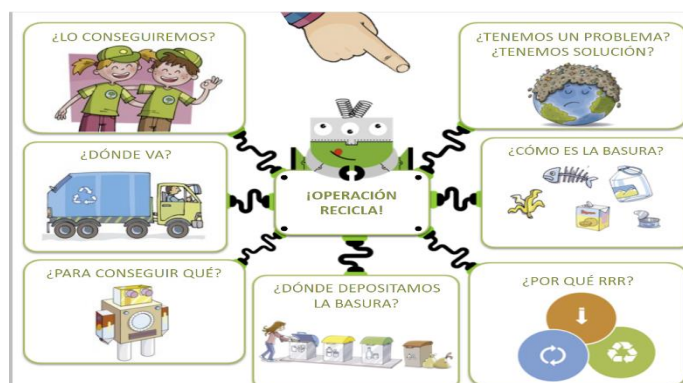 ¿LO CONSEGUIREMOS?
¿TENEMOS UN PROBLEMA?
¿TENEMOS SOLUCIÓN?
¿DÓNDE VA?
¿CÓMO ES LA BASURA?
¡OPERACIÓN
RECICLA!
¿PARA CONSEGUIR QUÉ?
¿DÓNDE DEPOSITAMOS
LA BASURA?
¿POR QUÉ RRR?